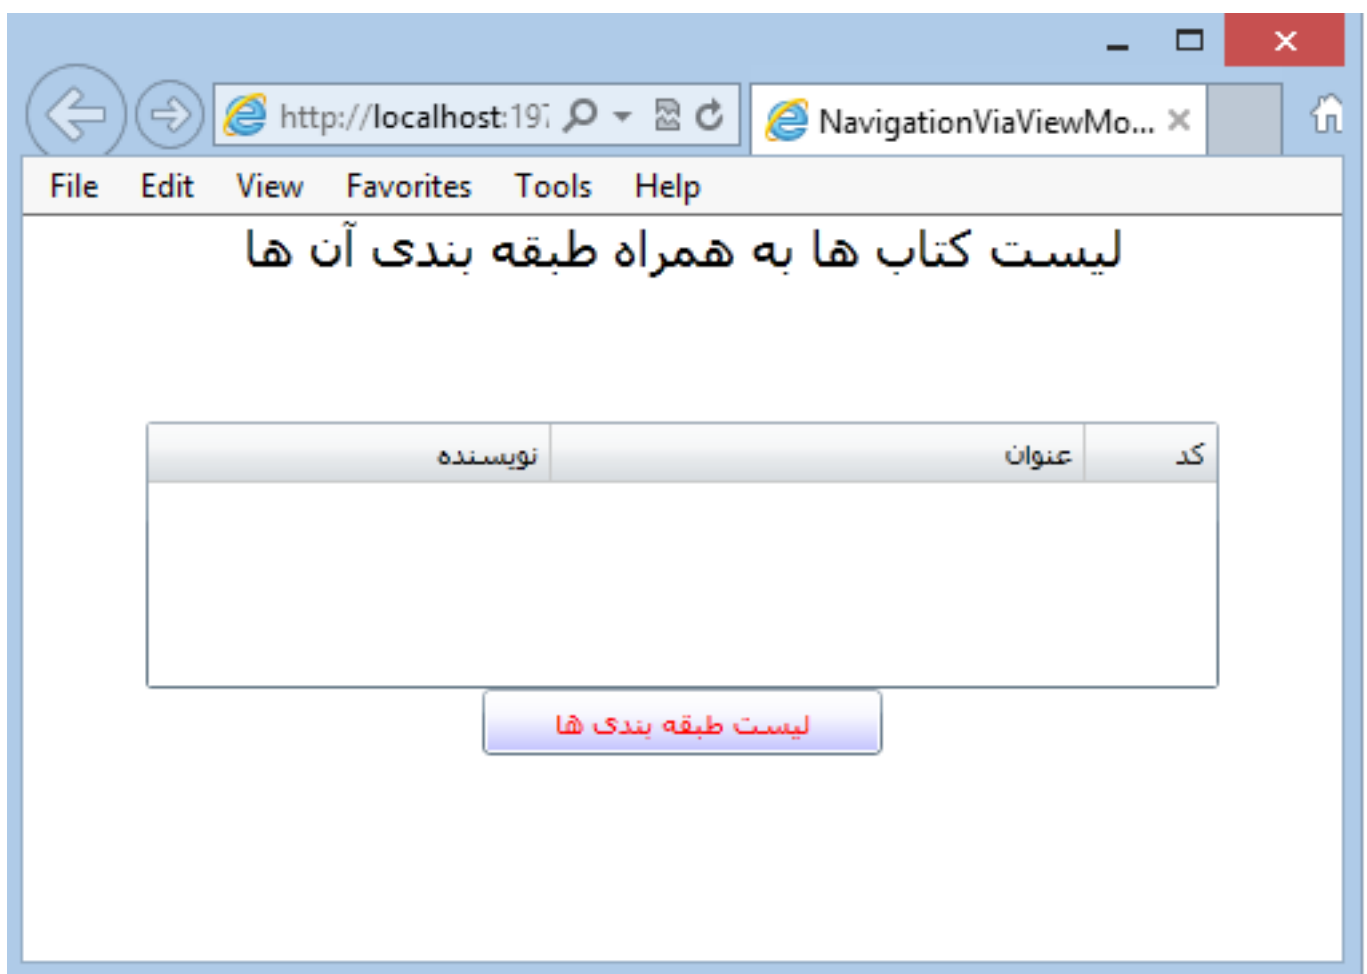 http://localhost:197
NavigationViaViewMo...
File Edit View Favorites Tools Help
لیست کتاب ها به همراه طبقه بندی آن ها
کد عنوان نویسنده
لیست طبقه بندی ها